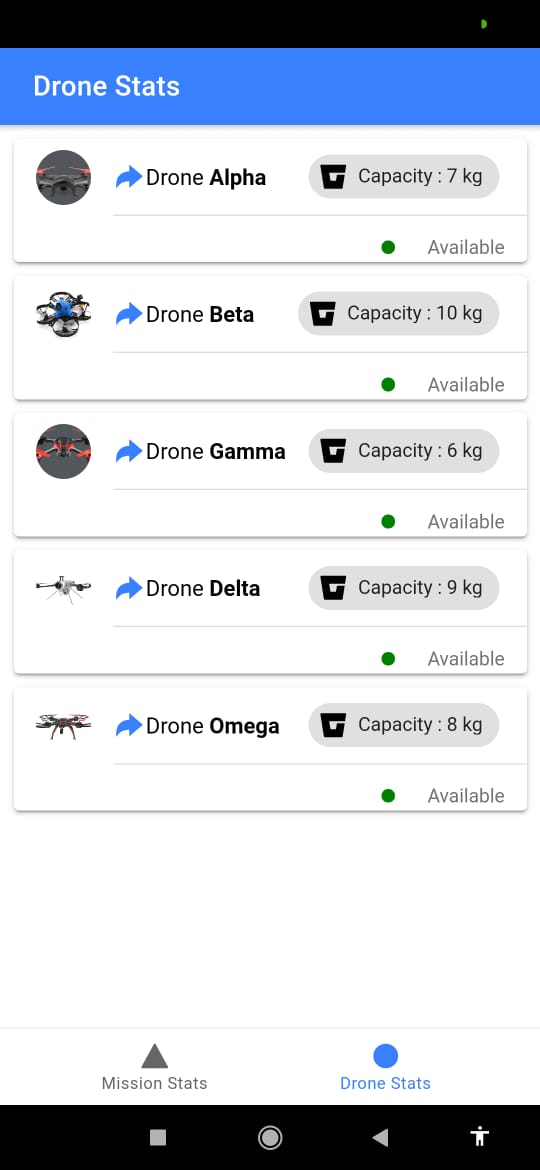 Drone Stats
Drone Alpha
Capacity : 7 kg
Available
Drone Beta
Capacity : 10 kg
Available
Drone Gamma
Capacity : 6 kg
Available
Drone Delta
Capacity : 9 kg
Available
Drone Omega
Capacity : 8 kg
Available
Mission Stats
Drone Stats